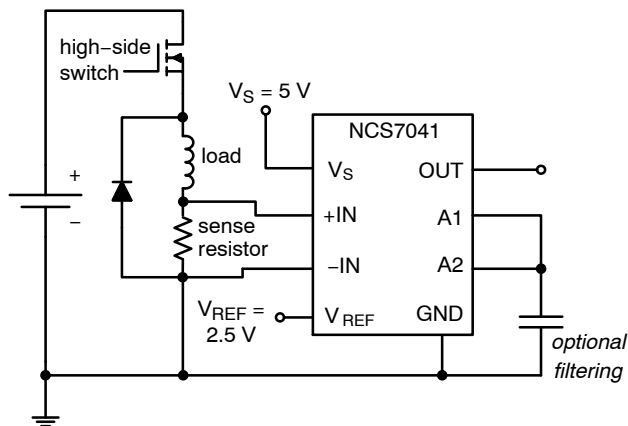 high−side
switch
+
−
load
sense
resistor
V_S = 5 V
V_REF =
2.5 V
NCS7041
V_S
+IN
−IN
V_REF
OUT
A1
A2
GND
optional
filtering